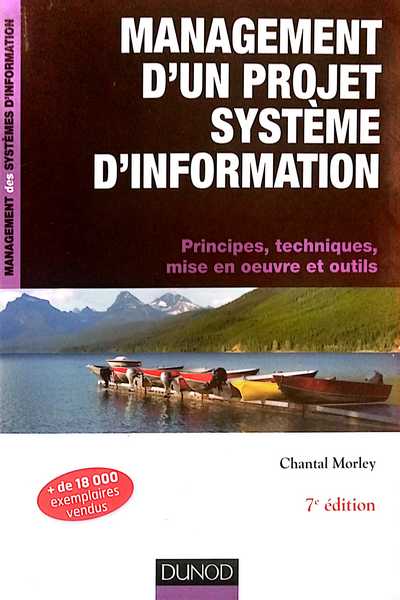 MANAGEMENT des SYSTÈMES D'INFORMATION
MANAGEMENT
D'UN PROJET
SYSTÈME
D'INFORMATION
Principes, techniques,
mise en oeuvre et outils
Chantal Morley
+ de 18 000
exemplaires
vendus
7e édition
DUNOD